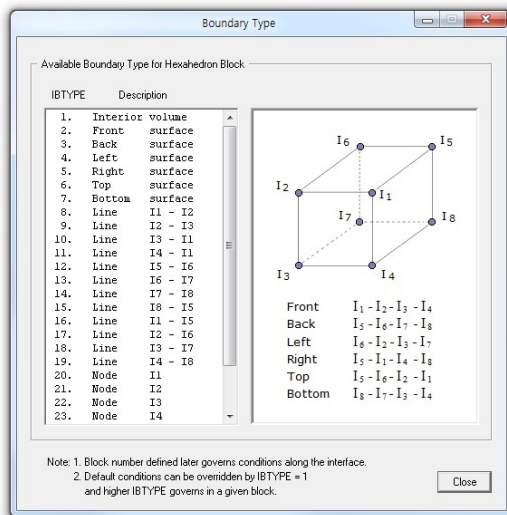 Boundary Type
Available Boundary Type for Hexahedron Block
IBTYPE Description
1. Interior volume
2. Front surface
3. Back surface
4. Left surface
5. Right surface
6. Top surface
7. Bottom surface
8. Line I1 - I2
9. Line I2 - I3
10. Line I3 - I1
11. Line I4 - I1
12. Line I5 - I6
13. Line I6 - I7
14. Line I7 - I8
15. Line I8 - I5
16. Line I1 - I5
17. Line I2 - I6
18. Line I3 - I7
19. Line I4 - I8
20. Node I1
21. Node I2
22. Node I3
23. Node I4
I6 I5
I2 I1
I7 I8
I3 I4
Front I1 - I2 - I3 - I4
Back I5 - I6 - I7 - I8
Left I6 - I2 - I3 - I7
Right I5 - I1 - I4 - I8
Top I5 - I6 - I2 - I1
Bottom I8 - I7 - I3 - I4
Note: 1. Block number defined later governs conditions along the interface.
2. Default conditions can be overridden by IBTYPE = 1
and higher IBTYPE governs in a given block.
Close